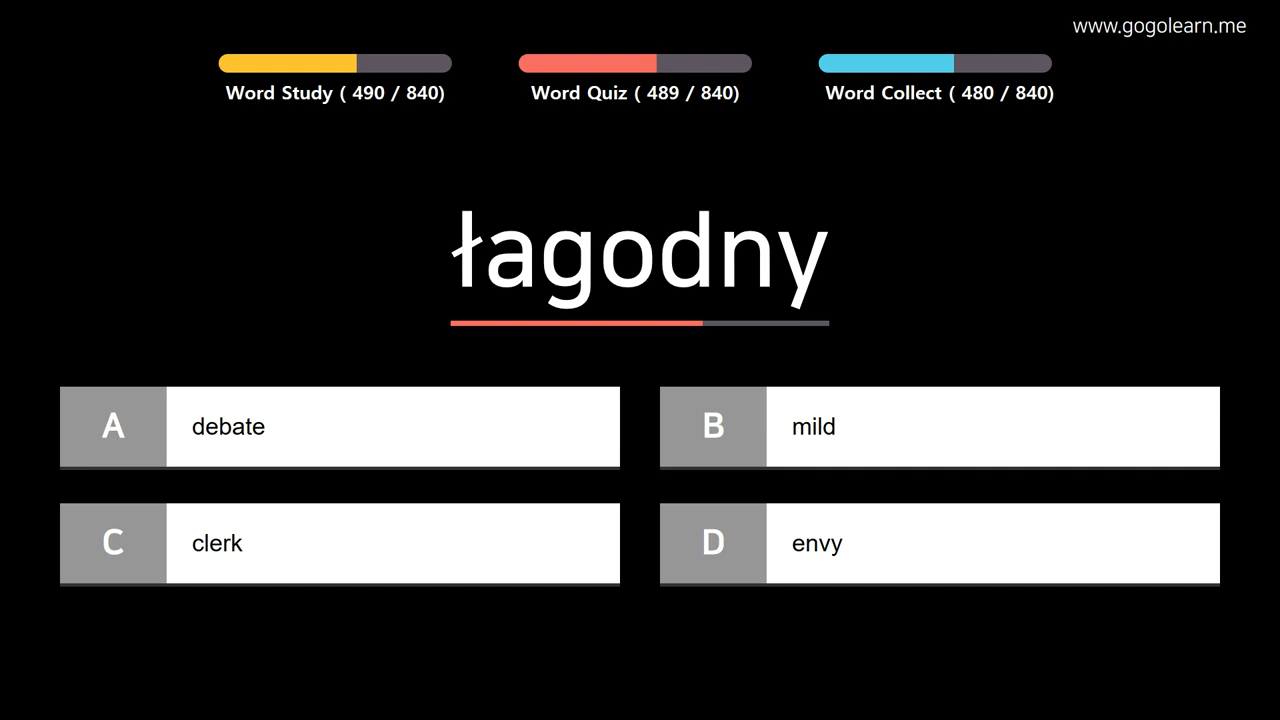 www.gogolearn.me
Word Study ( 490 / 840)
Word Quiz ( 489 / 840)
Word Collect ( 480 / 840)
łagodny
A debate
B mild
C clerk
D envy